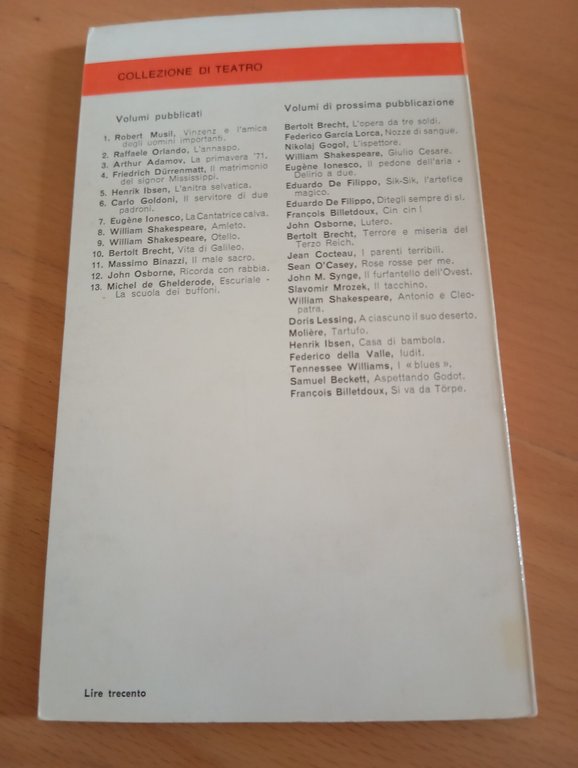 COLLEZIONE DI TEATRO
Volumi pubblicati
1. Robert Musil, Vinzenz e l'amica
degli uomini importanti.
2. Raffaele Orlando, L'annaspo.
3. Arthur Adamov, La primavera '71.
4. Friedrich Dürrenmatt, Il matrimonio
del signor Mississippi.
5. Henrik Ibsen, L'anitra selvatica.
6. Carlo Goldoni, Il servitore di due
padroni.
7. Eugène Ionesco, La Cantatrice calva.
8. William Shakespeare, Amleto.
9. William Shakespeare, Otello.
10. Bertolt Brecht, Vita di Galileo.
11. Massimo Binazzi, Il male sacro.
12. John Osborne, Ricorda con rabbia.
13. Michel de Ghelderode, Escuriale -
- La scuola dei buffoni.
Volumi di prossima pubblicazione
Bertolt Brecht, L'opera da tre soldi.
Federico García Lorca, Nozze di sangue.
Nikolaj Gogol, L'ispettore.
William Shakespeare, Giulio Cesare.
Eugène Ionesco, Il pedone dell'aria -
Delirio a due.
Eduardo De Filippo, Sik-Sik, l'artefice
magico.
Eduardo De Filippo, Ditegli sempre di sì.
François Billetdoux, Cin cin!
John Osborne, Lutero.
Bertolt Brecht, Terrore e miseria del
Terzo Reich.
Jean Cocteau, I parenti terribili.
Sean O'Casey, Rose rosse per me.
John M. Synge, Il furfantello dell'Ovest.
Slavomir Mrozek, Il tacchino.
William Shakespeare, Antonio e Cleo-
patra.
Doris Lessing, A ciascuno il suo deserto.
Molière, Tartufo.
Henrik Ibsen, Casa di bambola.
Federico della Valle, Iudit.
Tennessee Williams, I «blues».
Samuel Beckett, Aspettando Godot.
François Billetdoux, Si va da Törpe.
Lire trecento